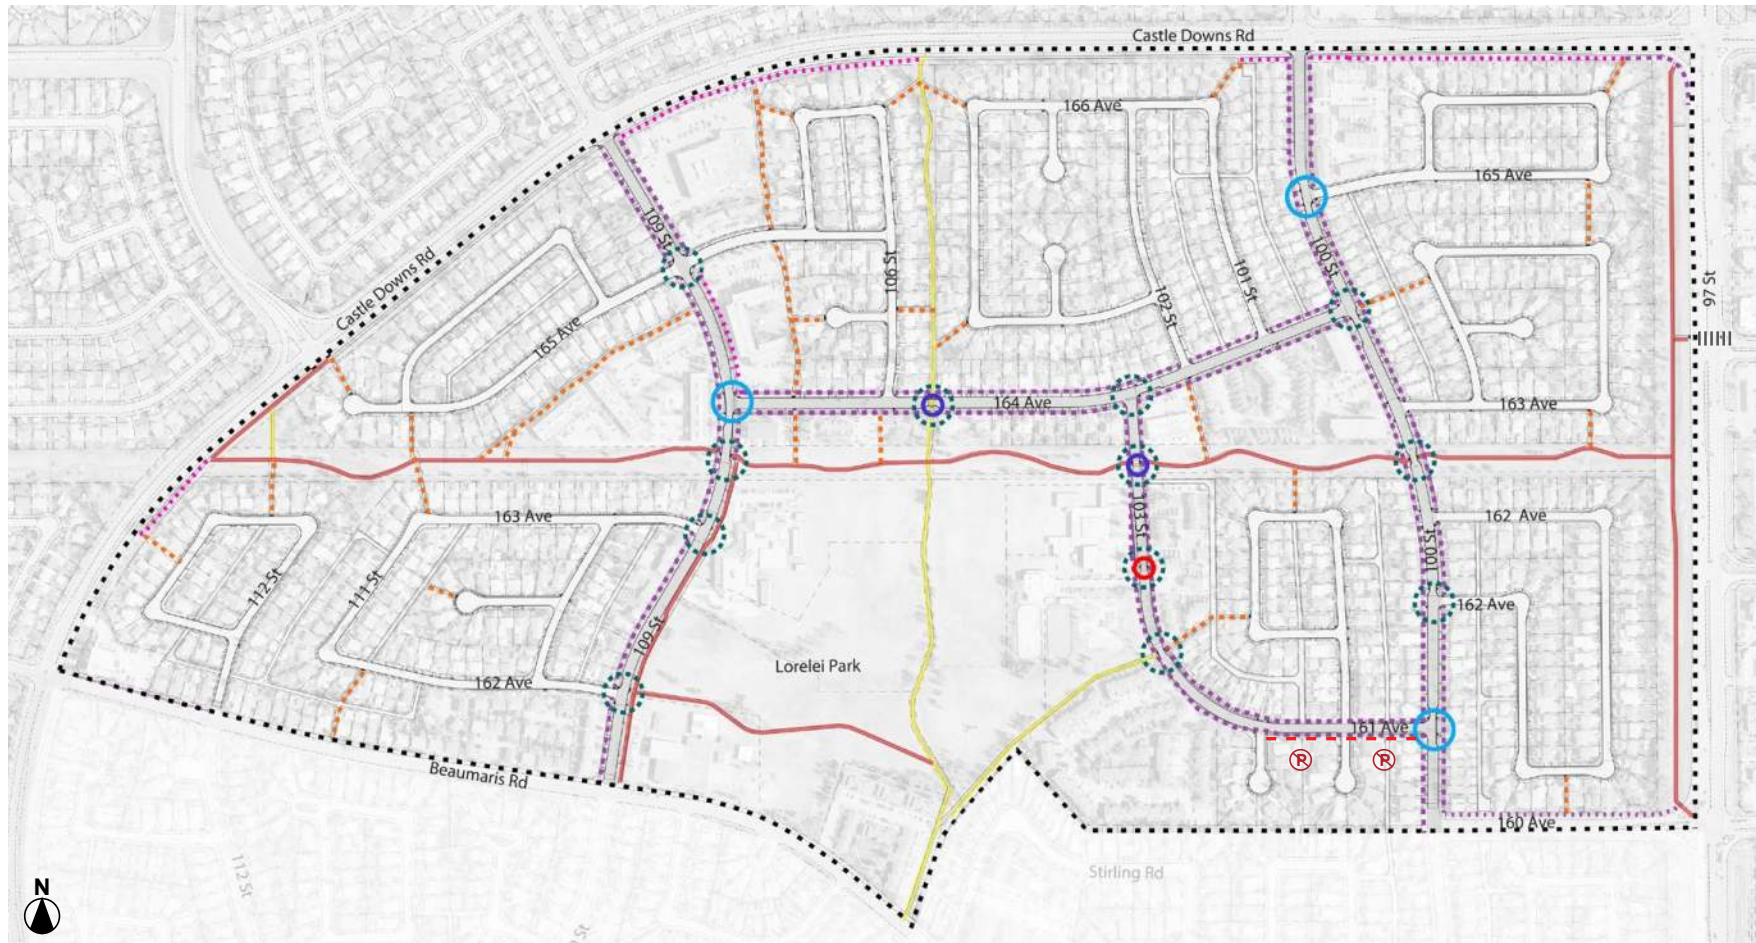 Castle Downs Rd
166 Ave
165 Ave
109 St
100 St
106 St
101 St
Castle Downs Rd
97 St
102 St
165 Ave
164 Ave
163 Ave
163 Ave
103 St
162 Ave
100 St
112 St
111 St
162 Ave
109 St
Lorelei Park
162 Ave
161 Ave
P
P
Beaumaris Rd
160 Ave
Stirling Rd
112 St
N